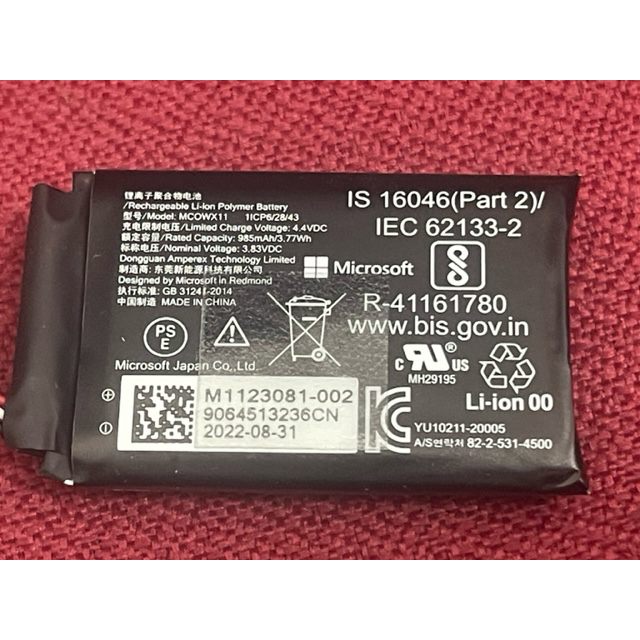 锂离子聚合物电池
/Rechargeable Li-ion Polymer Battery
型号/Model: MCOWX11 1ICP6/28/43
充电限制电压/Limited Charge Voltage: 4.4VDC
额定容量/Rated Capacity: 985mAh/3.77Wh
标称电压/Nominal Voltage: 3.83VDC
Dongguan Amperex Technology Limited
制造商: 东莞新能源科技有限公司
Designed by Microsoft in Redmond
执行标准: GB 31241-2014
中国制造 MADE IN CHINA
IS 16046(Part 2)/
IEC 62133-2
Microsoft
R-41161780
www.bis.gov.in
PS
E
Microsoft Japan Co., Ltd.
c RU us
MH29195
Li-ion 00
M1123081-002
9064513236CN
2022-08-31
YU10211-20005
A/S연락처 82-2-531-4500